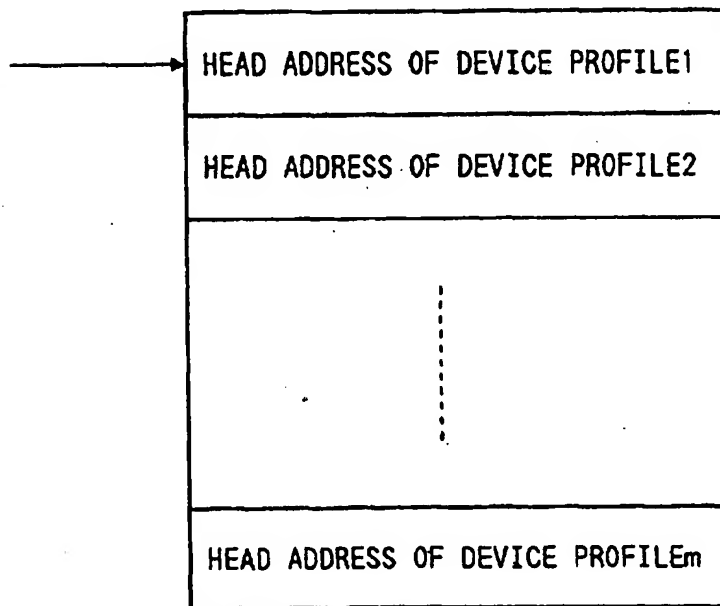 HEAD ADDRESS OF DEVICE PROFILE1
HEAD ADDRESS OF DEVICE PROFILE2
HEAD ADDRESS OF DEVICE PROFILEm